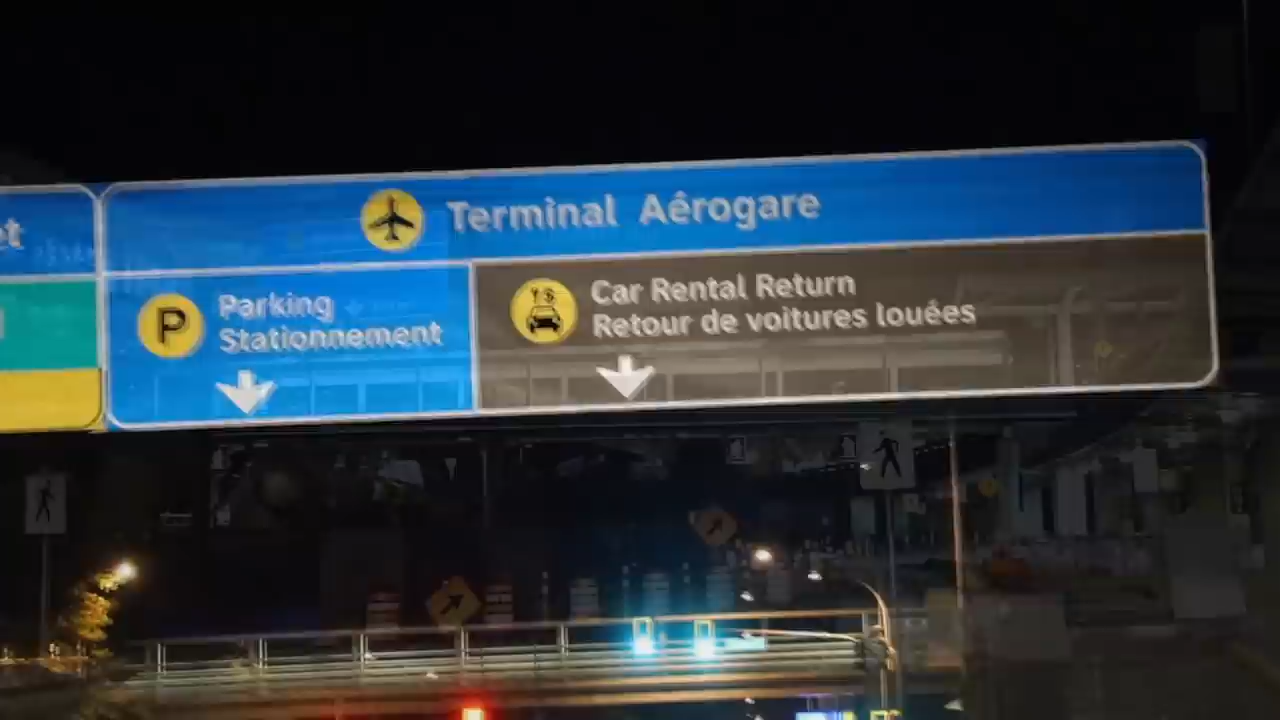 Terminal Aérogare
P
Parking
Stationnement
Car Rental Return
Retour de voitures louées